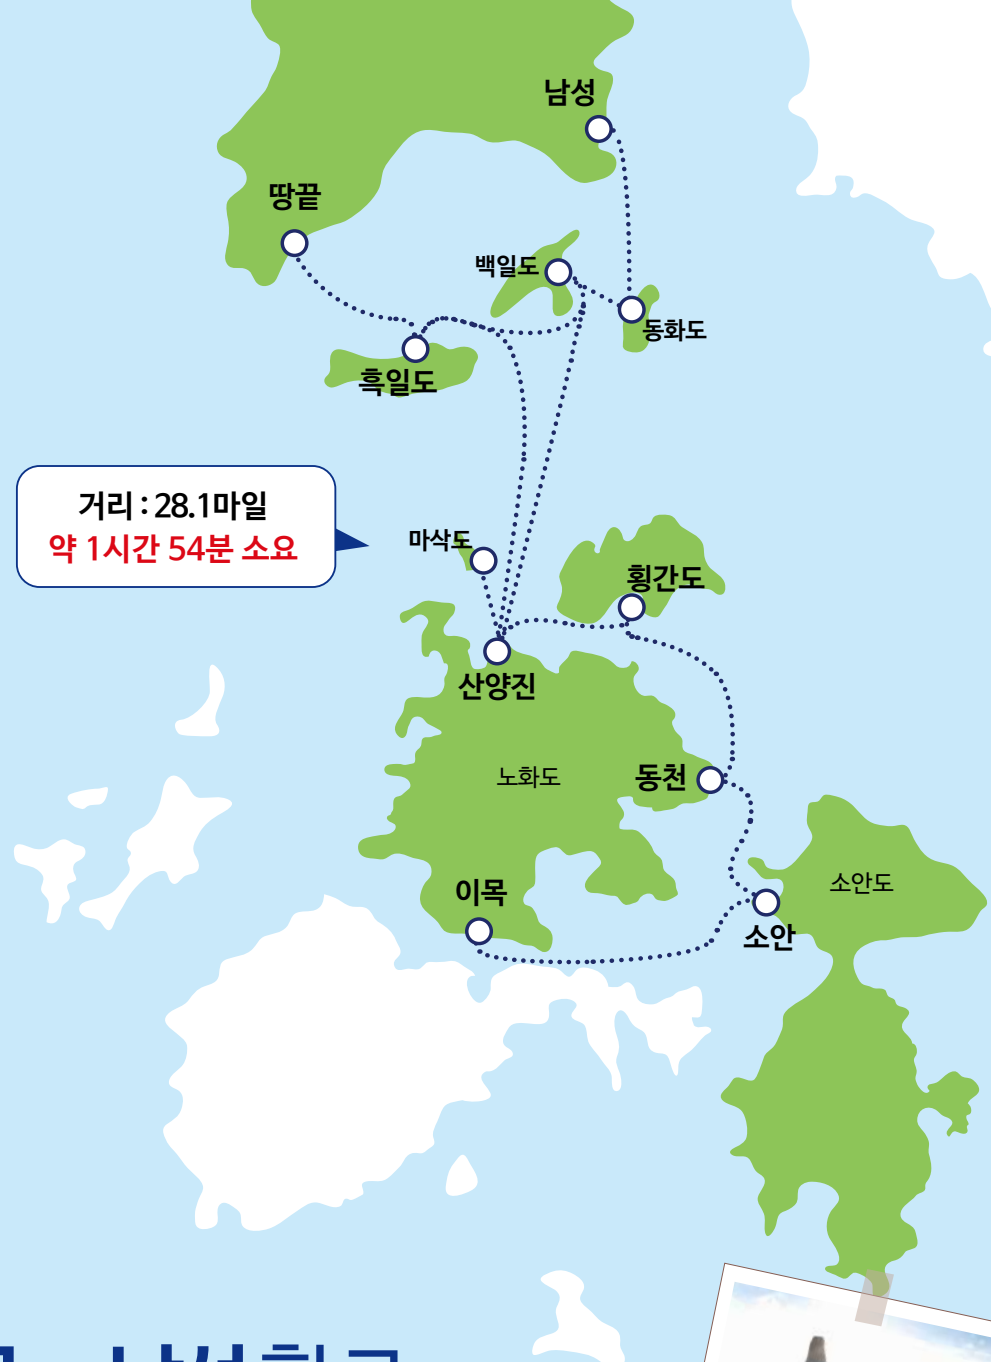 남성
땅끝
백일도
동화도
흑일도
거리 : 28.1마일
약 1시간 54분 소요
마삭도
횡간도
산양진
노화도
동천
소안도
이목
소안